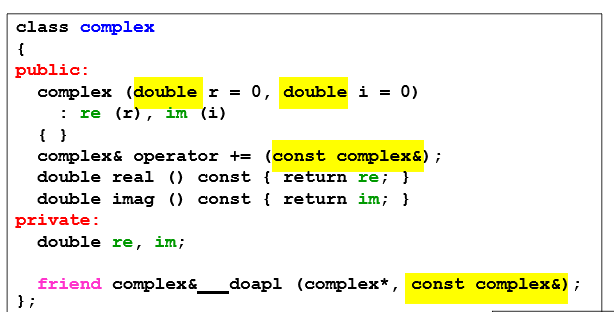 class complex
{
public:
complex (double r = 0, double i = 0)
: re (r), im (i)
{ }
complex& operator += (const complex&);
double real () const { return re; }
double imag () const { return im; }
private:
double re, im;
friend complex& __doapl (complex*, const complex&);
};